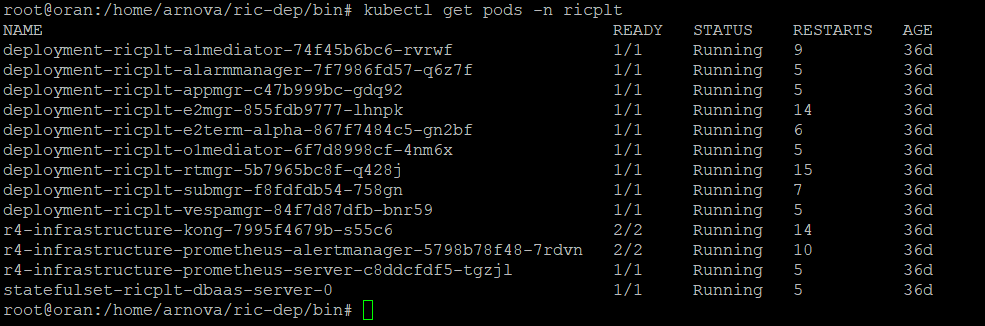 root@oran:/home/arnova/ric-dep/bin# kubectl get pods -n ricplt
NAME READY STATUS RESTARTS AGE
deployment-ricplt-a1mediator-74f45b6bc6-rvrwf 1/1 Running 9 36d
deployment-ricplt-alarmmanager-7f7986fd57-q6z7f 1/1 Running 5 36d
deployment-ricplt-appmgr-c47b999bc-gdq92 1/1 Running 5 36d
deployment-ricplt-e2mgr-855fdb9777-lhnpk 1/1 Running 14 36d
deployment-ricplt-e2term-alpha-867f7484c5-gn2bf 1/1 Running 6 36d
deployment-ricplt-o1mediator-6f7d8998cf-4nm6x 1/1 Running 5 36d
deployment-ricplt-rtmgr-5b7965bc8f-q428j 1/1 Running 15 36d
deployment-ricplt-submgr-f8fdfdb54-758gn 1/1 Running 7 36d
deployment-ricplt-vespamgr-84f7d87dfb-bnr59 1/1 Running 5 36d
r4-infrastructure-kong-7995f4679b-s55c6 2/2 Running 14 36d
r4-infrastructure-prometheus-alertmanager-5798b78f48-7rdvn 2/2 Running 10 36d
r4-infrastructure-prometheus-server-c8ddcfdf5-tgzjl 1/1 Running 5 36d
statefulset-ricplt-dbaas-server-0 1/1 Running 5 36d
root@oran:/home/arnova/ric-dep/bin#